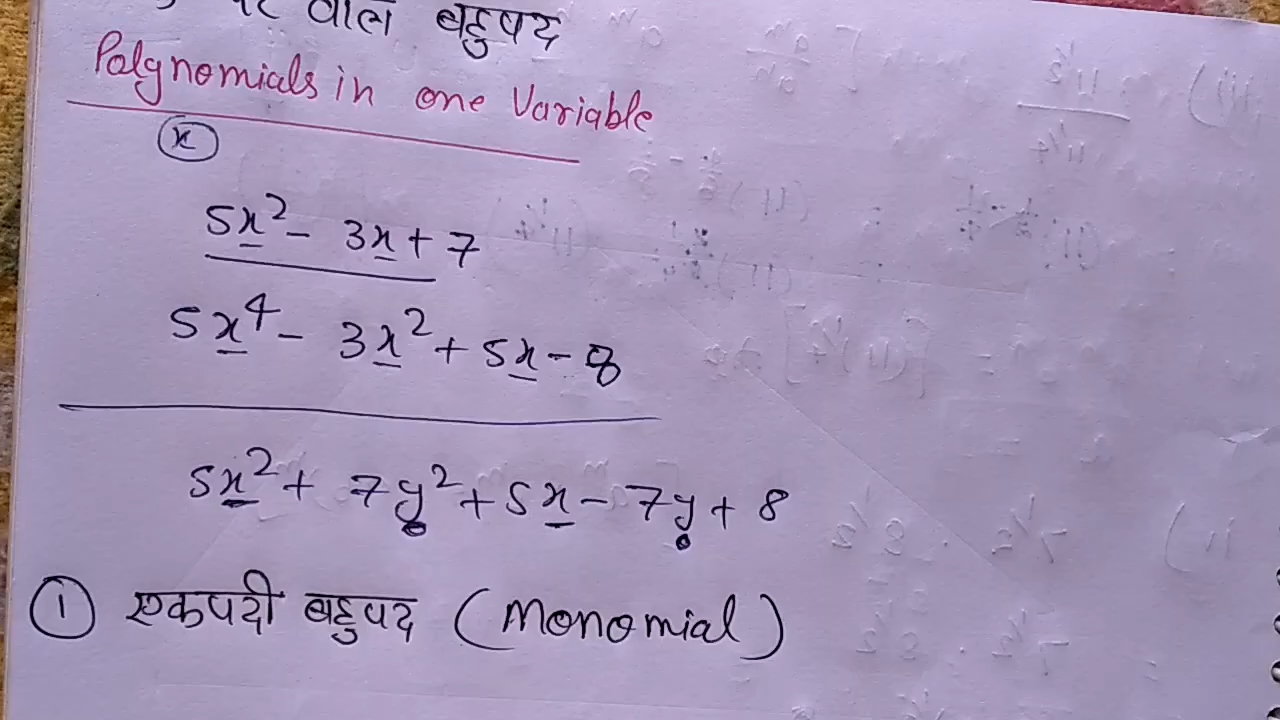 वाले बहुपद
Polynomials in one Variable
x
5x² - 3x + 7
5x⁴ - 3x² + 5x - 8
5x² + 7y² + 5x - 7y + 8
① एकपदी बहुपद (Monomial)